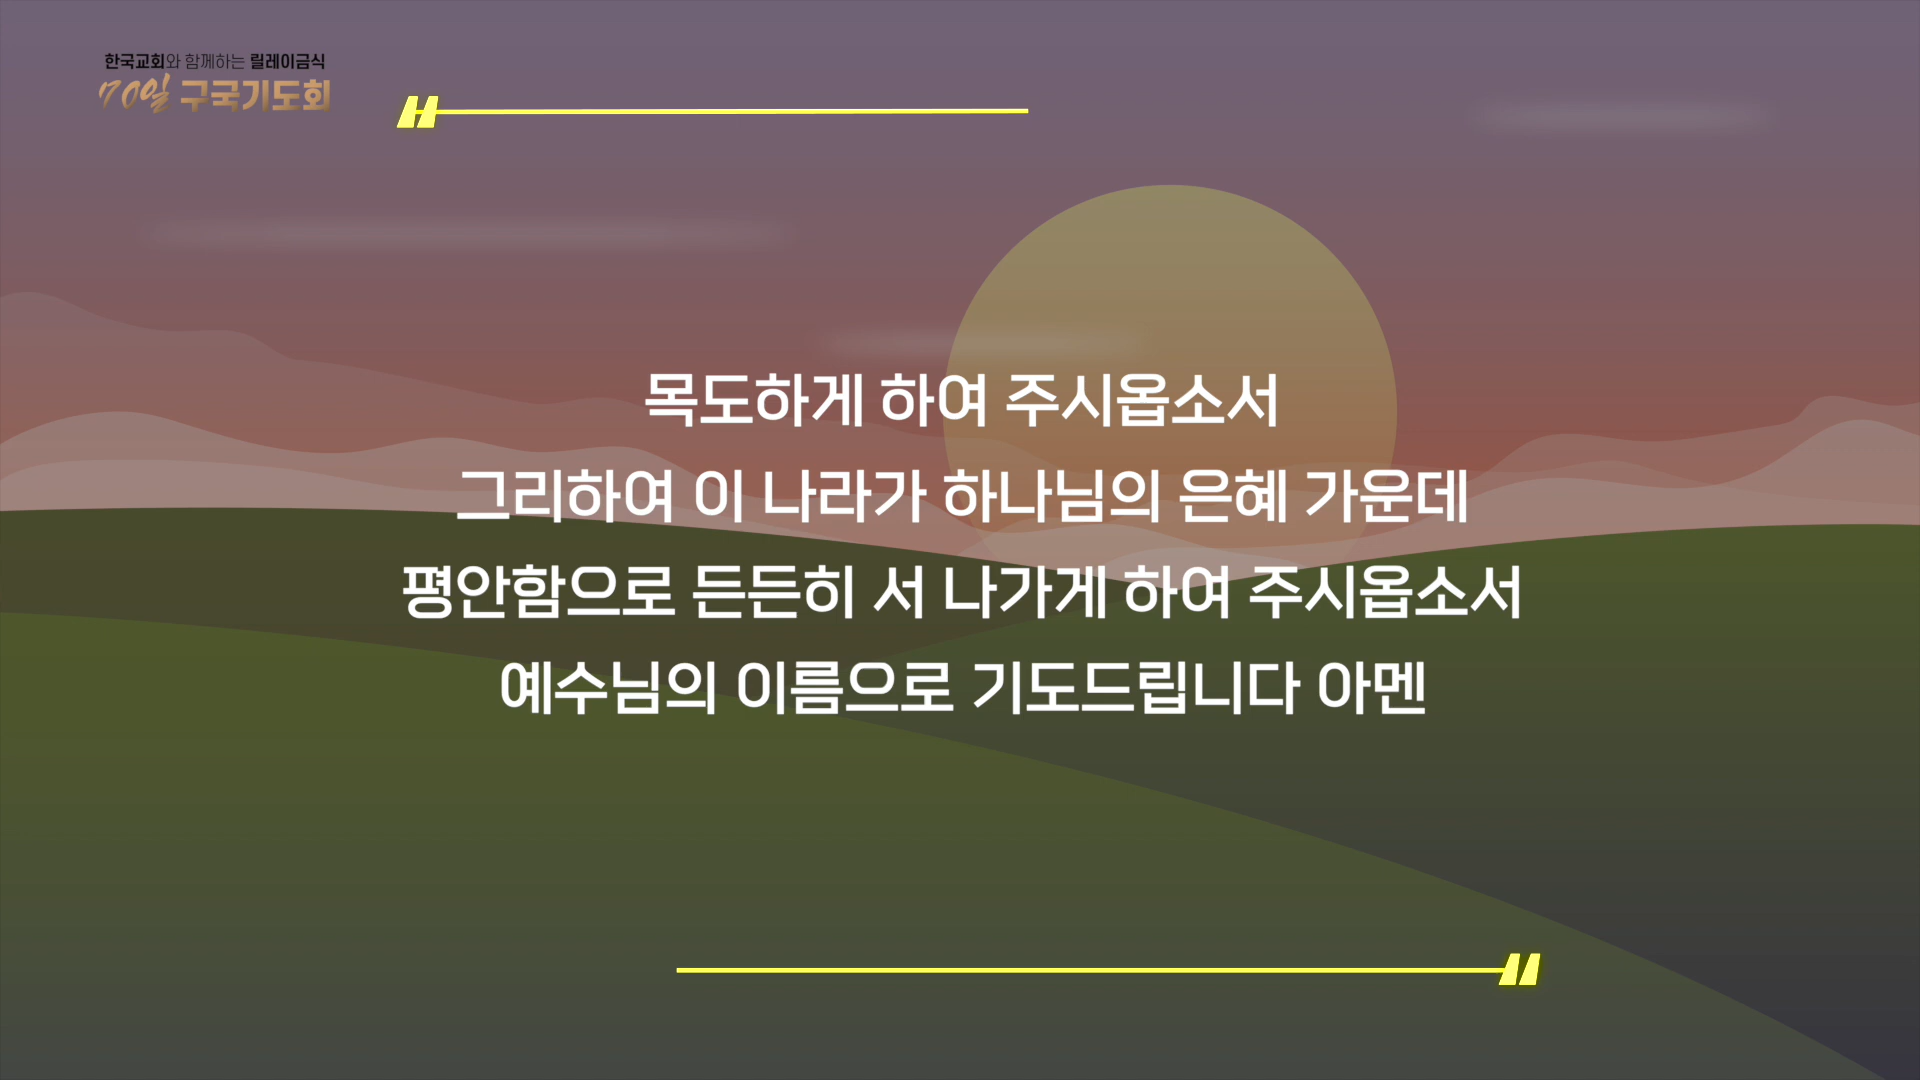 한국교회와 함께하는 릴레이금식
70일 구국기도회
목도하게 하여 주시옵소서
그리하여 이 나라가 하나님의 은혜 가운데
평안함으로 든든히 서 나가게 하여 주시옵소서
예수님의 이름으로 기도드립니다 아멘